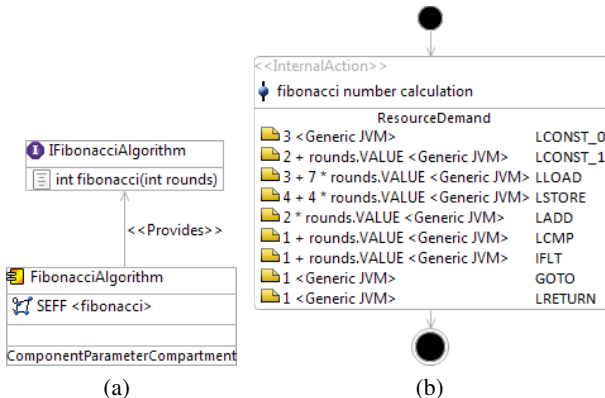 IFibonacciAlgorithm
int fibonacci(int rounds)
<<Provides>>
FibonacciAlgorithm
SEFF <fibonacci>
ComponentParameterCompartment
(a)
<<InternalAction>>
fibonacci number calculation
ResourceDemand
3 <Generic JVM> LCONST_0
2 + rounds.VALUE <Generic JVM> LCONST_1
3 + 7 * rounds.VALUE <Generic JVM> LLOAD
4 + 4 * rounds.VALUE <Generic JVM> LSTORE
2 * rounds.VALUE <Generic JVM> LADD
1 + rounds.VALUE <Generic JVM> LCMP
1 + rounds.VALUE <Generic JVM> IFLT
1 <Generic JVM> GOTO
1 <Generic JVM> LRETURN
(b)